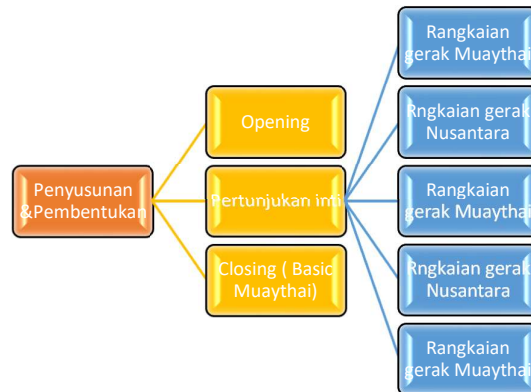 Penyusunan
&Pembentukan
Opening
Pertunjukan inti
Closing ( Basic
Muaythai)
Rangkaian
gerak Muaythai
Rngkaian gerak
Nusantara
Rangkaian
gerak Muaythai
Rngkaian gerak
Nusantara
Rangkaian
gerak Muaythai